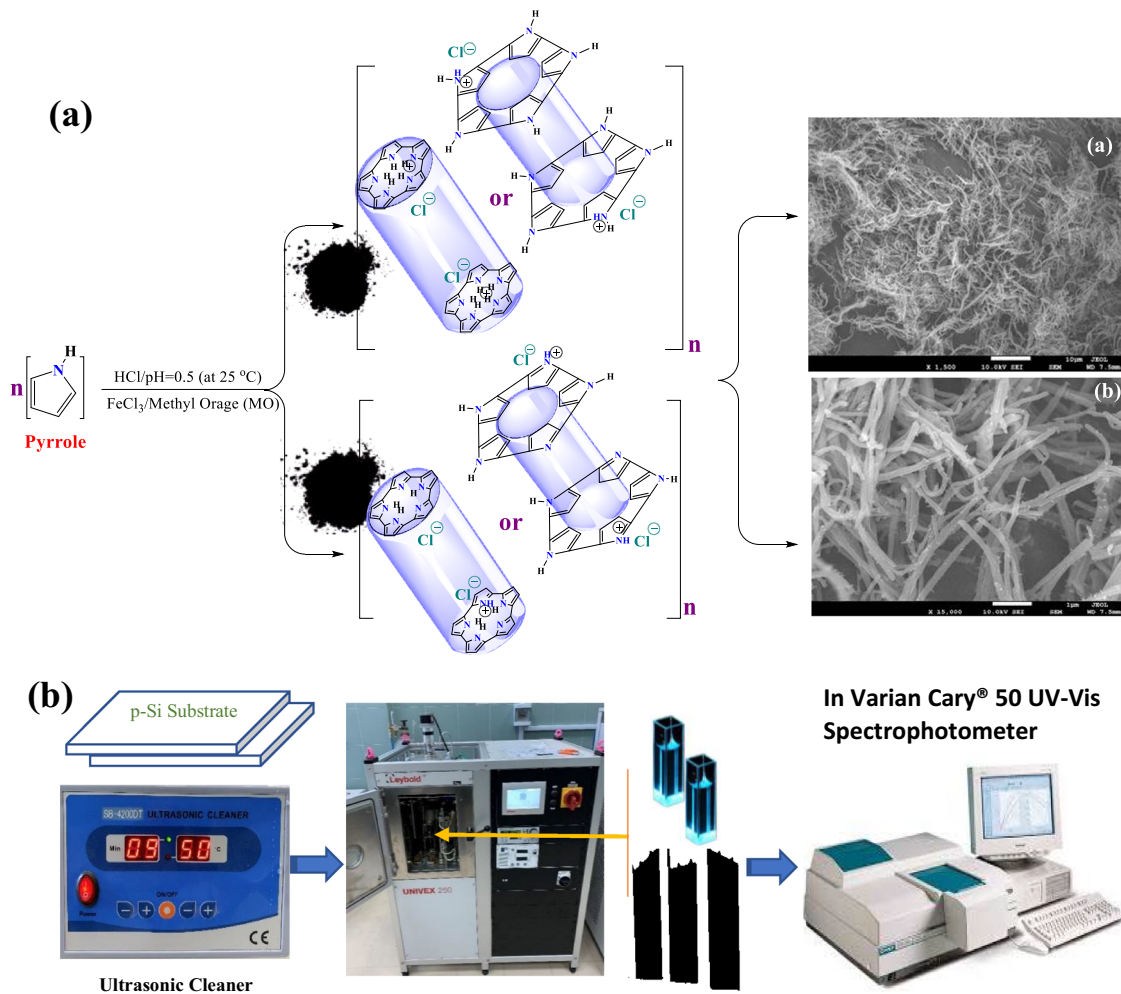 (a)
H
N
n
Pyrrole
HCl/pH=0.5 (at 25 °C)
FeCl₃/Methyl Orage (MO)
Cl⊖
N
H
H
N
H
⊕
N
H
N
H
H
N
N
H
H
N
HN
⊕
Cl⊖
N
H
or
Cl⊖
Cl⊖
n
Cl⊖
H
N
⊕
N
H
H
N
N
N
H
N
H
N
N
H
⊕
NH
Cl⊖
N
H
or
Cl⊖
Cl⊖
n
(a)
10µm JEOL
X 1,500 10.0kV SEI SEM WD 7.5mm
(b)
1µm JEOL
X 15,000 10.0kV SEI SEM WD 7.5mm
(b)
p-Si Substrate
SB-4200DT ULTRASONIC CLEANER
Min 09 50 °C
ON/OFF
Power
CE
Ultrasonic Cleaner
Leybold
UNIVEX 250
In Varian Cary® 50 UV-Vis
Spectrophotometer